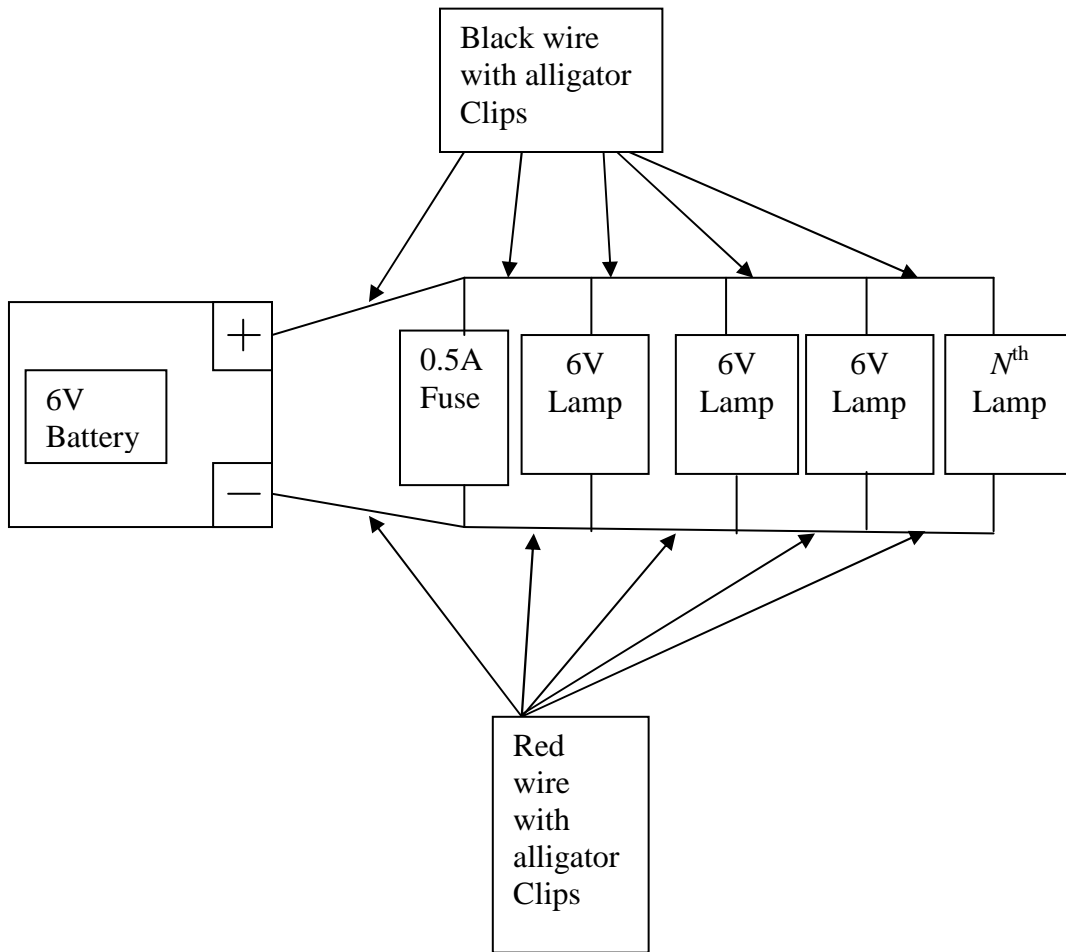 Black wire
with alligator
Clips
+
6V
Battery
−
0.5A
Fuse
6V
Lamp
6V
Lamp
6V
Lamp
Nth
Lamp
Red
wire
with
alligator
Clips